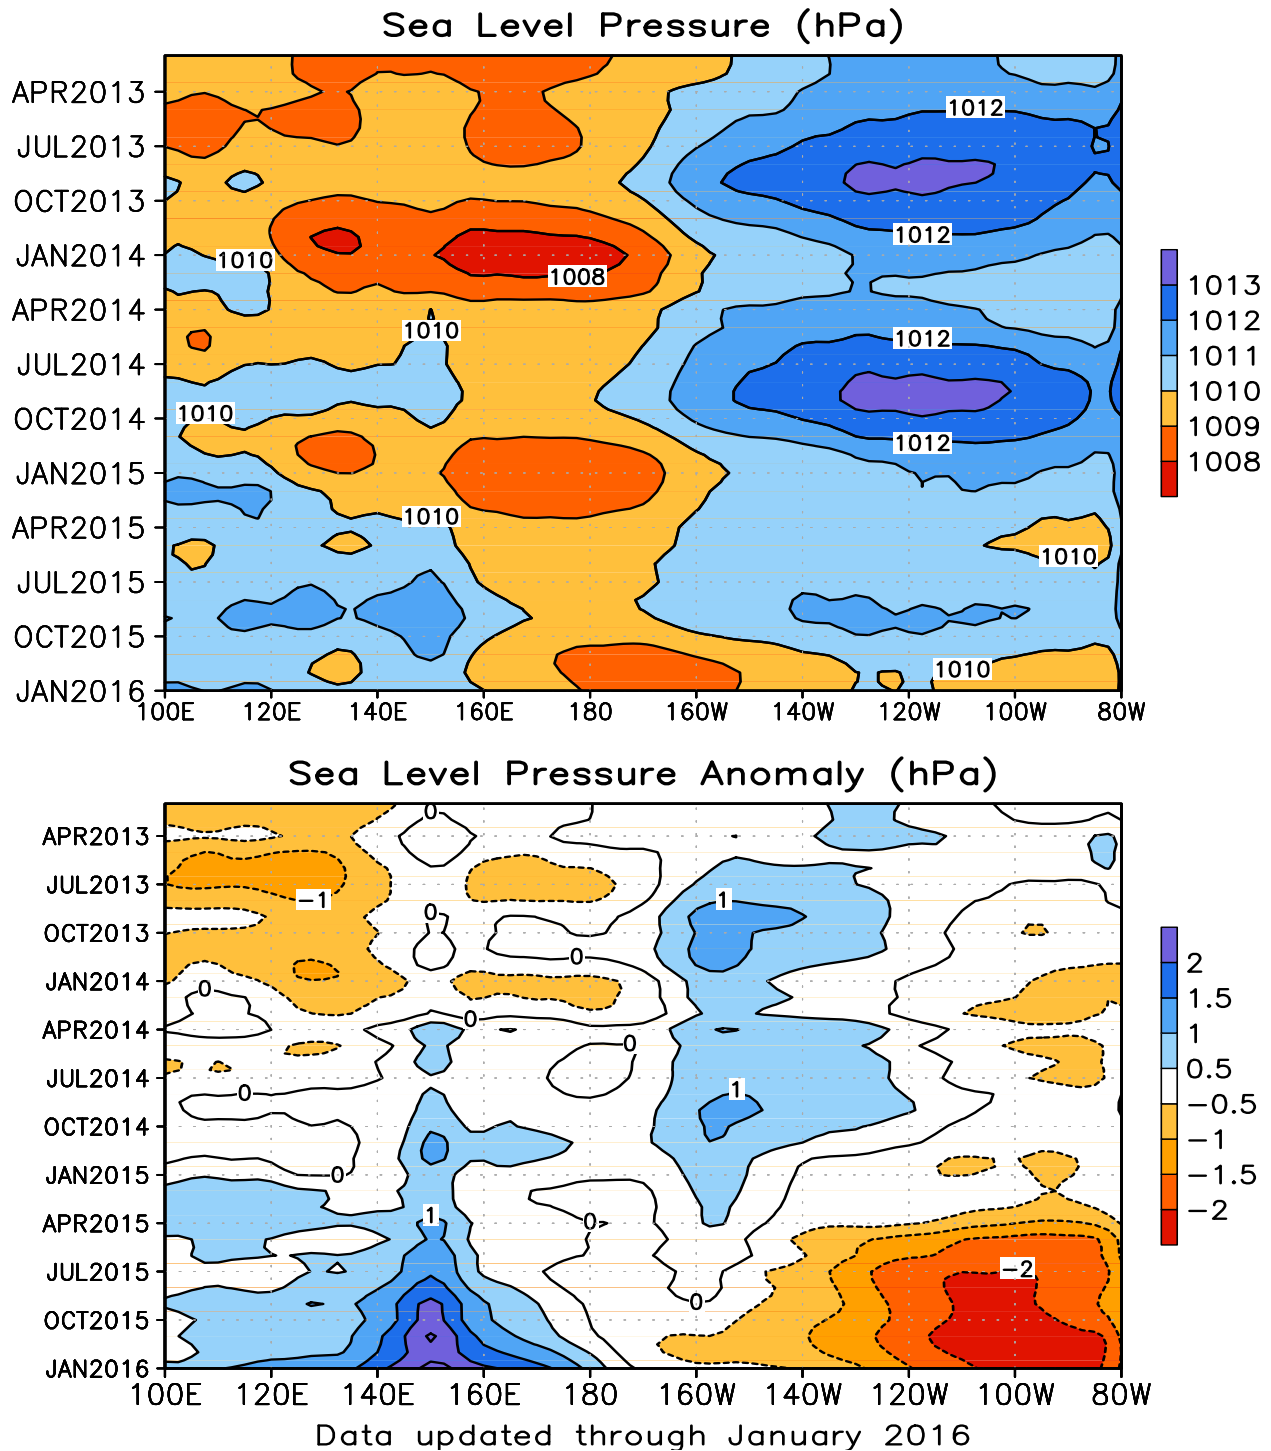 Sea Level Pressure (hPa)
APR2013
JUL2013
OCT2013
JAN2014
APR2014
JUL2014
OCT2014
JAN2015
APR2015
JUL2015
OCT2015
JAN2016
1012
1012
1010
1008
1010
1012
1010
1012
1010
1010
1010
100E 120E 140E 160E 180 160W 140W 120W 100W 80W
1013
1012
1011
1010
1009
1008
Sea Level Pressure Anomaly (hPa)
APR2013
JUL2013
OCT2013
JAN2014
APR2014
JUL2014
OCT2014
JAN2015
APR2015
JUL2015
OCT2015
JAN2016
0
-1
1
0
0
0
0
0
0
1
0
1
0
-2
0
100E 120E 140E 160E 180 160W 140W 120W 100W 80W
2
1.5
1
0.5
-0.5
-1
-1.5
-2
Data updated through January 2016